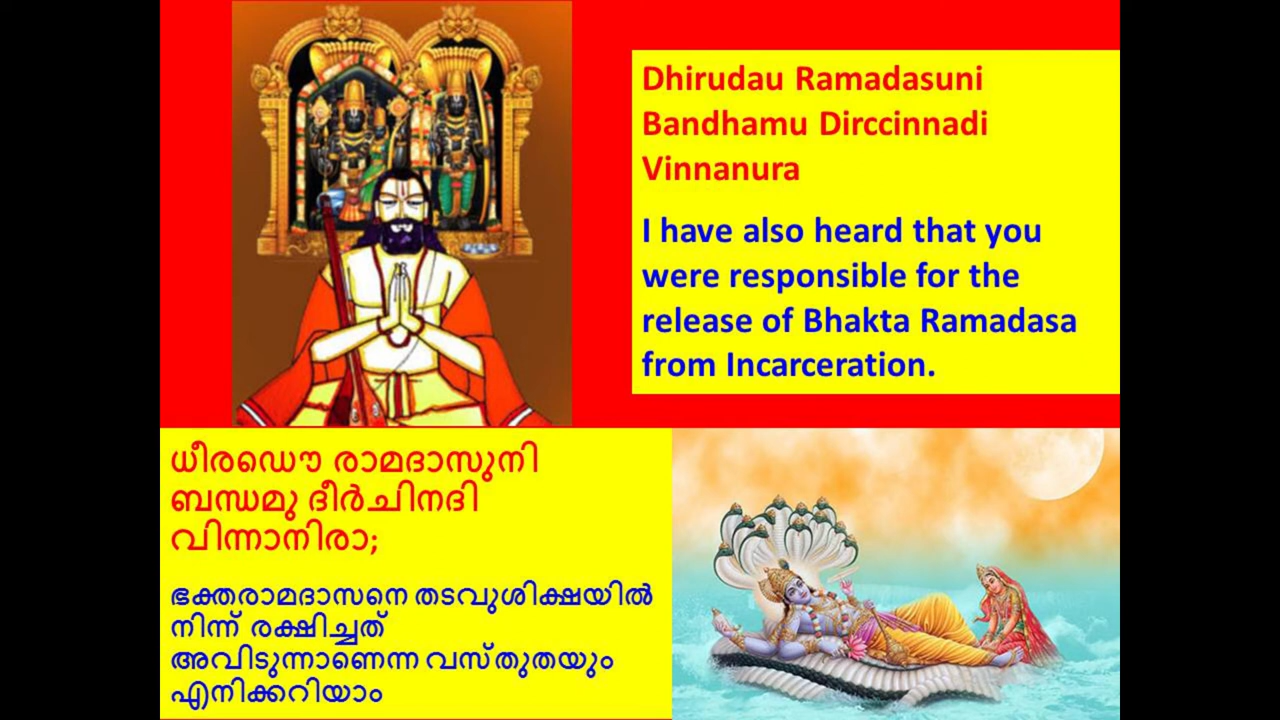 Dhirudau Ramadasuni
Bandhamu Dirccinnadi
Vinnanura
I have also heard that you
were responsible for the
release of Bhakta Ramadasa
from Incarceration.
ധീരഡൌ രാമദാസുനി
ബന്ധമു ദീർചിനദി
വിന്നാനിരാ;
ഭക്തരാമദാസനെ തടവുശിക്ഷയിൽ
നിന്ന് രക്ഷിച്ചത്
അവിടുന്നാണെന്ന വസ്തുതയും
എനിക്കറിയാം